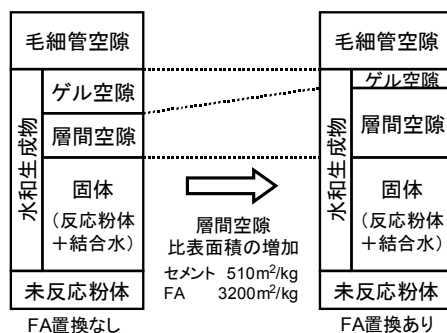 毛細管空隙
水和生成物
ゲル空隙
層間空隙
固体
(反応粉体
＋結合水)
未反応粉体
FA置換なし
層間空隙
比表面積の増加
セメント 510m²/kg
FA 3200m²/kg
毛細管空隙
水和生成物
ゲル空隙
層間空隙
固体
(反応粉体
＋結合水)
未反応粉体
FA置換あり